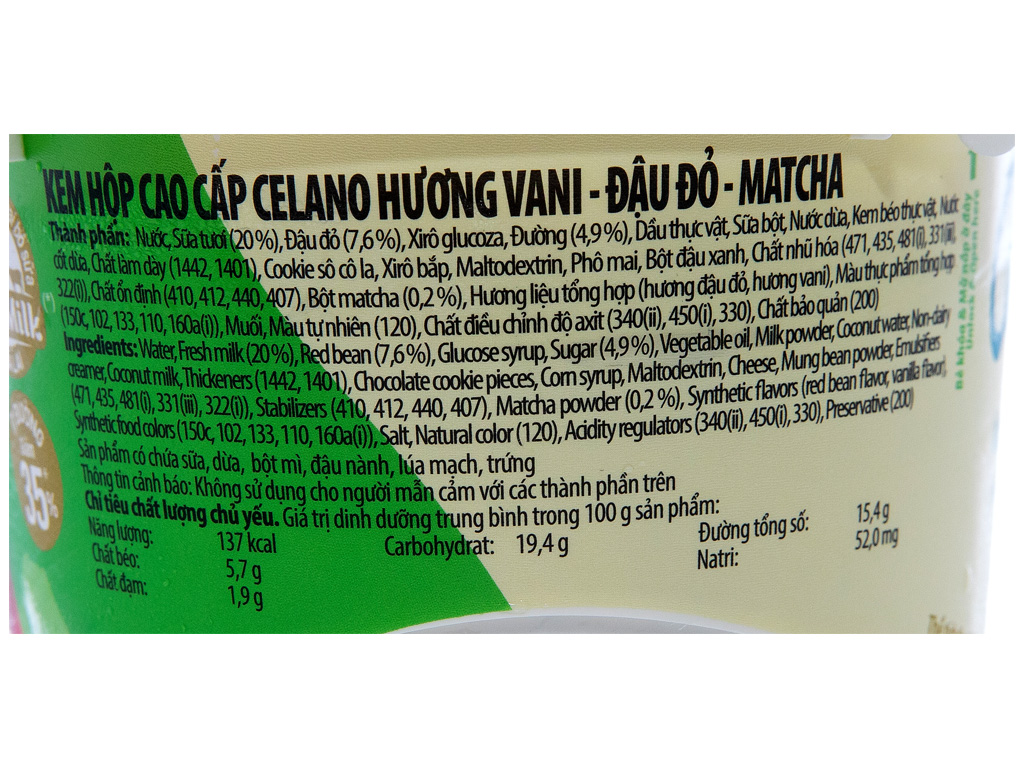 KEM HỘP CAO CẤP CELANO HƯƠNG VANI - ĐẬU ĐỎ - MATCHA
Thành phần: Nước, Sữa tươi (20%), Đậu đỏ (7,6%), Xirô glucoza, Đường (4,9%), Dầu thực vật, Sữa bột, Nước dừa, Kem béo thực vật, Nước
cốt dừa, Chất làm dày (1442, 1401), Cookie sô cô la, Xirô bắp, Maltodextrin, Phô mai, Bột đậu xanh, Chất nhũ hóa (471, 435, 481(i), 331(iii),
322(i)), Chất ổn định (410, 412, 440, 407), Bột matcha (0,2 %), Hương liệu tổng hợp (hương đậu đỏ, hương vani), Màu thực phẩm tổng hợp
(150c, 102, 133, 110, 160a(i)), Muối, Màu tự nhiên (120), Chất điều chỉnh độ axit (340(ii), 450(i), 330), Chất bảo quản (200)
Ingredients: Water, Fresh milk (20%), Red bean (7,6%), Glucose syrup, Sugar (4,9%), Vegetable oil, Milk powder, Coconut water, Non-dairy
creamer, Coconut milk, Thickeners (1442, 1401), Chocolate cookie pieces, Corn syrup, Maltodextrin, Cheese, Mung bean powder, Emulsifiers
(471, 435, 481(i), 331(iii), 322(i)), Stabilizers (410, 412, 440, 407), Matcha powder (0,2 %), Synthetic flavors (red bean flavor, vanilla flavor),
Synthetic food colors (150c, 102, 133, 110, 160a(i)), Salt, Natural color (120), Acidity regulators (340(ii), 450(i), 330), Preservative (200)
Sản phẩm có chứa sữa, dừa, bột mì, đậu nành, lúa mạch, trứng
Thông tin cảnh báo: Không sử dụng cho người mẫn cảm với các thành phần trên
Chỉ tiêu chất lượng chủ yếu. Giá trị dinh dưỡng trung bình trong 100 g sản phẩm:
Năng lượng: 137 kcal Carbohydrat: 19,4 g Đường tổng số: 15,4 g
Chất béo: 5,7 g Natri: 52,0 mg
Chất đạm: 1,9 g
Bẻ khóa & Mở nắp ở đây
Unlock & Open here
Milk
35%